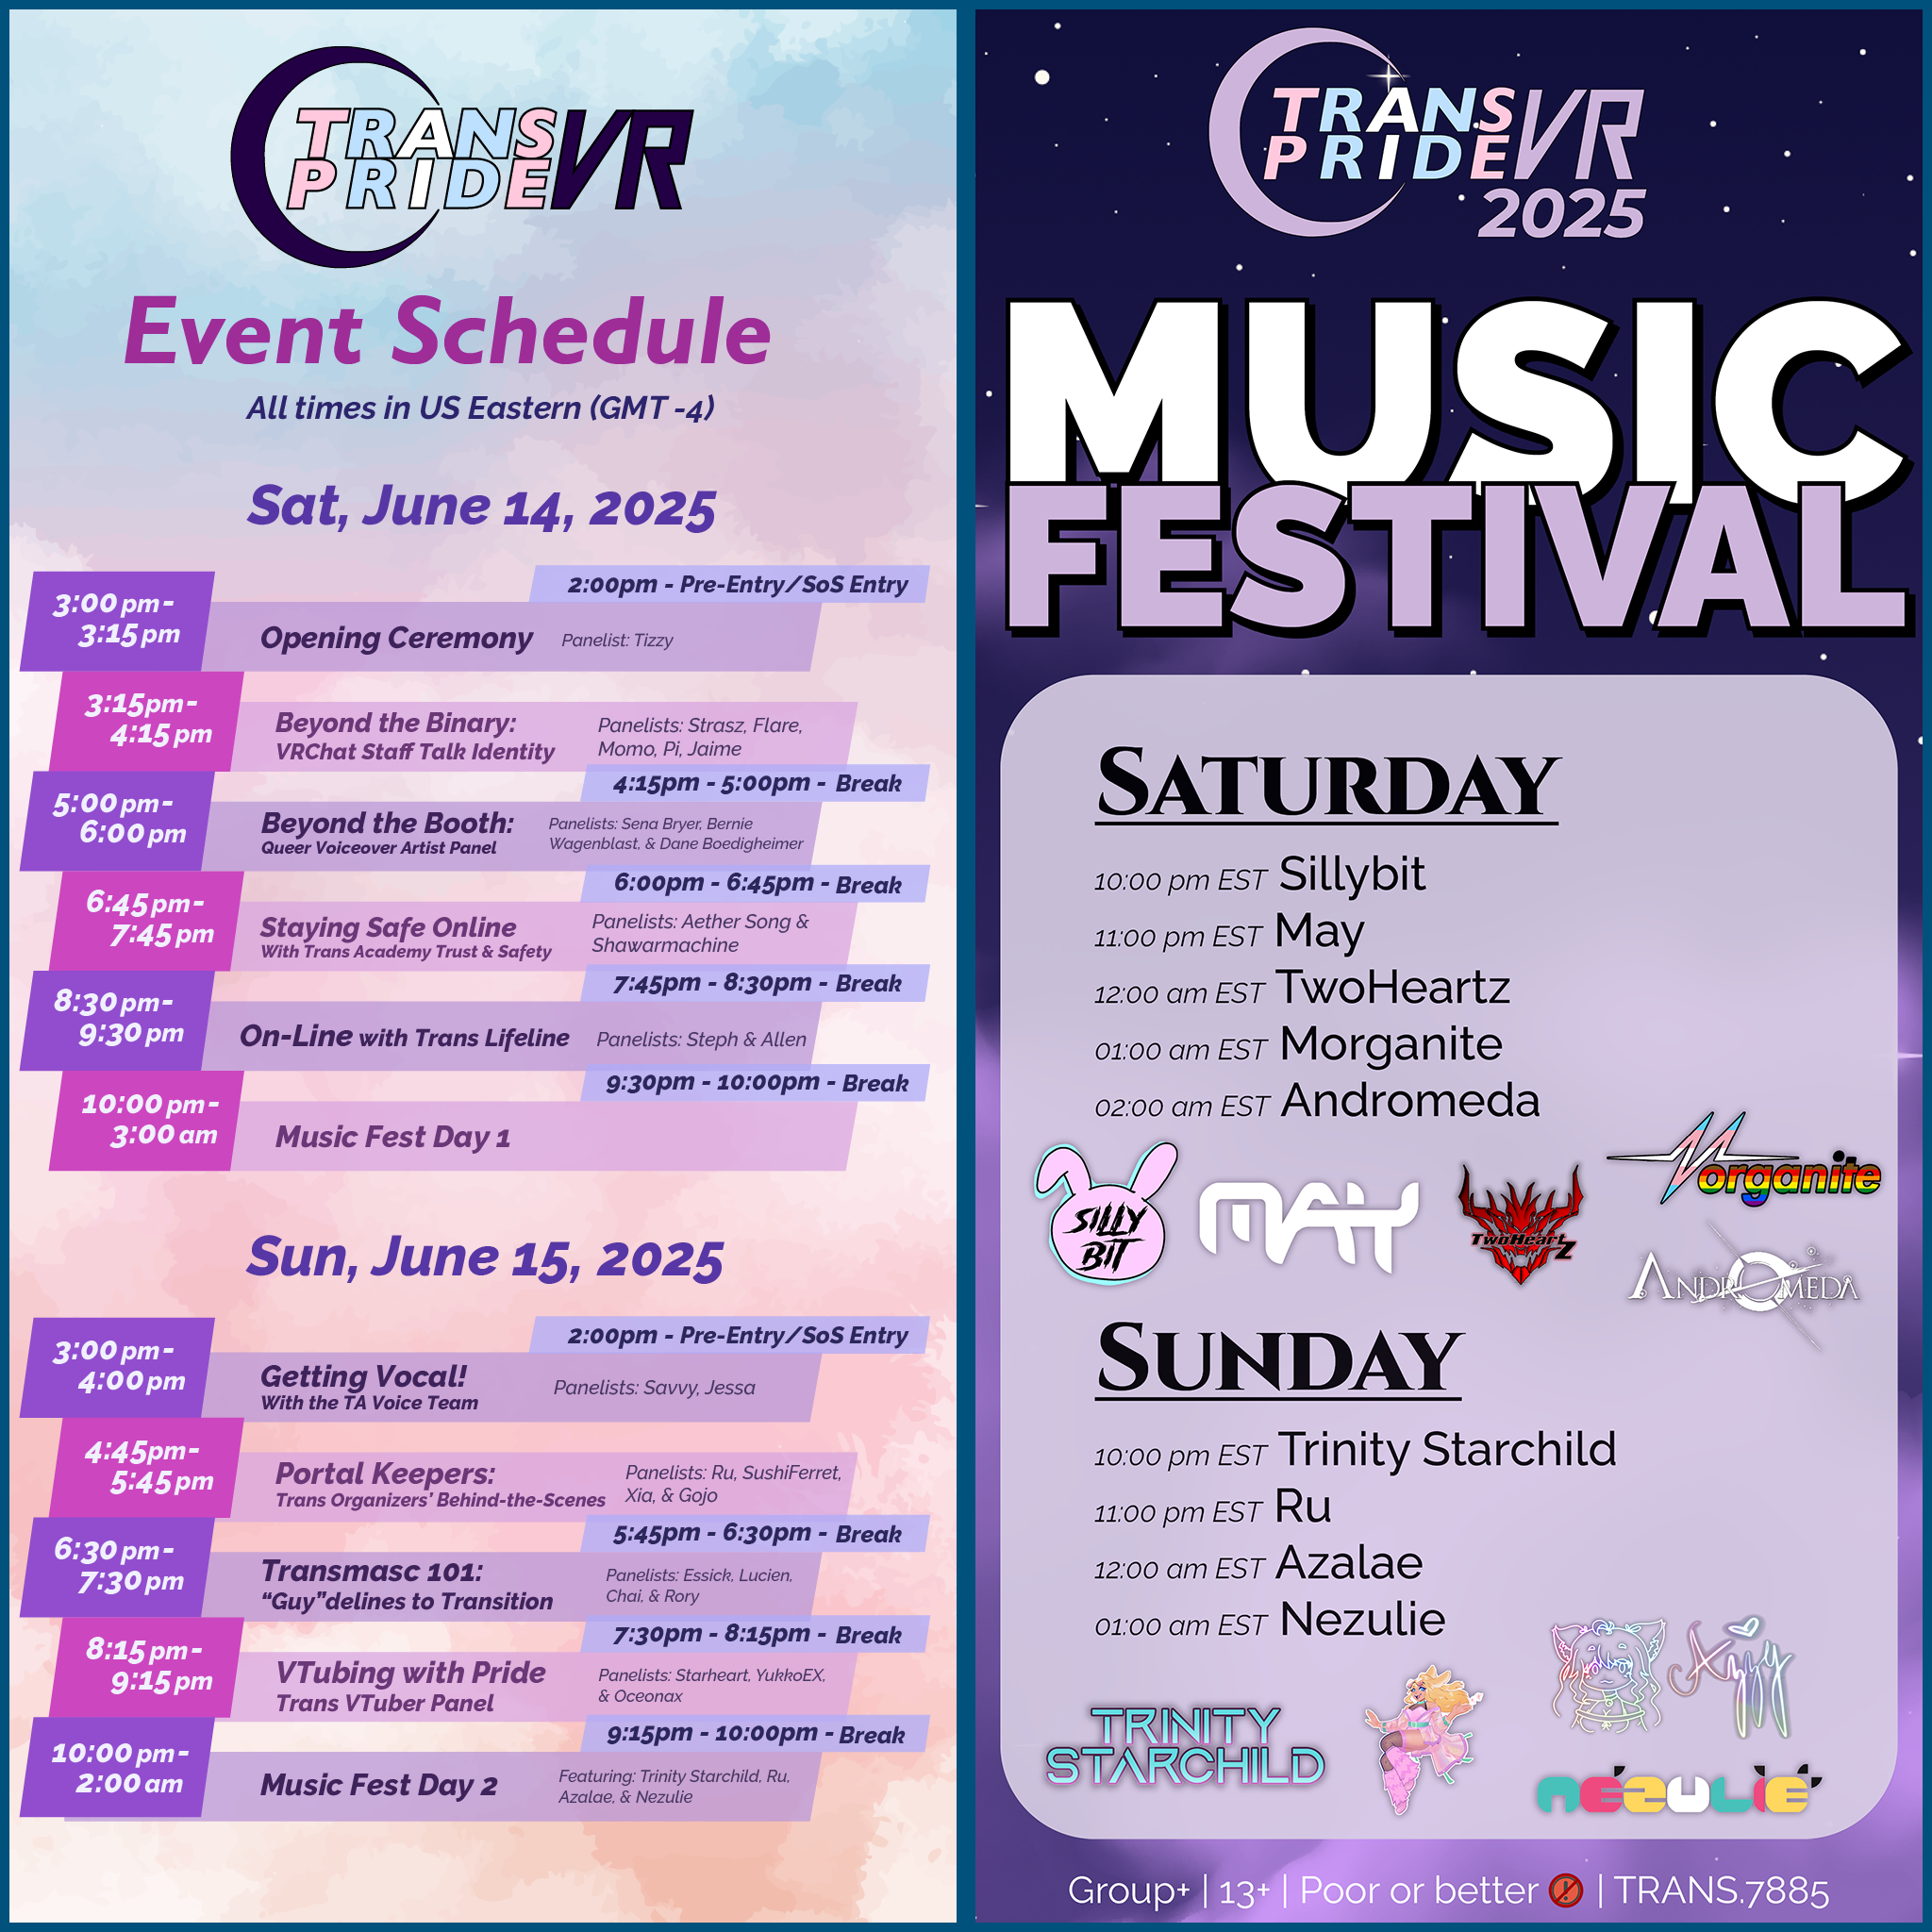 TRANS
PRIDE VR
Event Schedule
All times in US Eastern (GMT -4)
Sat, June 14, 2025
2:00pm - Pre-Entry/SoS Entry
3:00 pm-
3:15 pm
Opening Ceremony
Panelist: Tizzy
3:15pm-
4:15 pm
Beyond the Binary:
VRChat Staff Talk Identity
Panelists: Strasz, Flare,
Momo, Pi, Jaime
4:15pm - 5:00pm - Break
5:00 pm-
6:00 pm
Beyond the Booth:
Queer Voiceover Artist Panel
Panelists: Sena Bryer, Bernie
Wagenblast, & Dane Boedigheimer
6:00pm - 6:45pm - Break
6:45 pm-
7:45 pm
Staying Safe Online
With Trans Academy Trust & Safety
Panelists: Aether Song &
Shawarmachine
7:45pm - 8:30pm - Break
8:30 pm-
9:30 pm
On-Line with Trans Lifeline
Panelists: Steph & Allen
9:30pm - 10:00pm - Break
10:00 pm-
3:00 am
Music Fest Day 1
Sun, June 15, 2025
2:00pm - Pre-Entry/SoS Entry
3:00 pm-
4:00 pm
Getting Vocal!
With the TA Voice Team
Panelists: Savvy, Jessa
4:45pm-
5:45 pm
Portal Keepers:
Trans Organizers’ Behind-the-Scenes
Panelists: Ru, SushiFerret,
Xia, & Gojo
5:45pm - 6:30pm - Break
6:30 pm-
7:30 pm
Transmasc 101:
“Guy”delines to Transition
Panelists: Essick, Lucien,
Chai, & Rory
7:30pm - 8:15pm - Break
8:15 pm-
9:15 pm
VTubing with Pride
Trans VTuber Panel
Panelists: Starheart, YukkoEX,
& Oceonax
9:15pm - 10:00pm - Break
10:00 pm-
2:00 am
Music Fest Day 2
Featuring: Trinity Starchild, Ru,
Azalae, & Nezulie
TRANS
PRIDE VR
2025
MUSIC
FESTIVAL
SATURDAY
10:00 pm EST Sillybit
11:00 pm EST May
12:00 am EST TwoHeartz
01:00 am EST Morganite
02:00 am EST Andromeda
SILLY
BIT
MAY
TwoHeartZ
Morganite
ANDROMEDA
SUNDAY
10:00 pm EST Trinity Starchild
11:00 pm EST Ru
12:00 am EST Azalae
01:00 am EST Nezulie
TRINITY
STARCHILD
NEZULIE
Group+ | 13+ | Poor or better | TRANS.7885